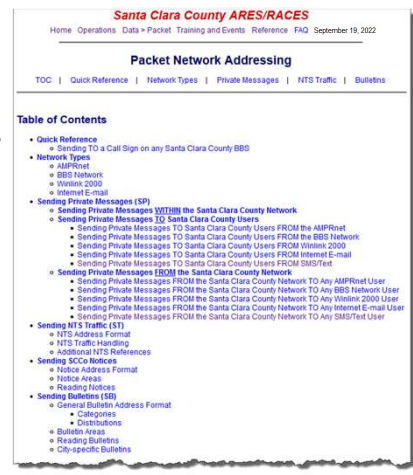 Santa Clara County ARES/RACES
Home Operations Data > Packet Training and Events Reference FAQ September 19, 2022
Packet Network Addressing
TOC | Quick Reference | Network Types | Private Messages | NTS Traffic | Bulletins
Table of Contents
• Quick Reference
o Sending TO a Call Sign on any Santa Clara County BBS
• Network Types
o AMPRnet
o BBS Network
o Winlink 2000
o Internet E-mail
• Sending Private Messages (SP)
o Sending Private Messages WITHIN the Santa Clara County Network
o Sending Private Messages TO Santa Clara County Users
▪ Sending Private Messages TO Santa Clara County Users FROM the AMPRnet
▪ Sending Private Messages TO Santa Clara County Users FROM the BBS Network
▪ Sending Private Messages TO Santa Clara County Users FROM Winlink 2000
▪ Sending Private Messages TO Santa Clara County Users FROM Internet E-mail
▪ Sending Private Messages TO Santa Clara County Users FROM SMS/Text
o Sending Private Messages FROM the Santa Clara County Network
▪ Sending Private Messages FROM the Santa Clara County Network TO Any AMPRnet User
▪ Sending Private Messages FROM the Santa Clara County Network TO Any BBS Network User
▪ Sending Private Messages FROM the Santa Clara County Network TO Any Winlink 2000 User
▪ Sending Private Messages FROM the Santa Clara County Network TO Any Internet E-mail User
▪ Sending Private Messages FROM the Santa Clara County Network TO Any SMS/Text User
• Sending NTS Traffic (ST)
o NTS Address Format
o NTS Traffic Handling
o Additional NTS References
• Sending SCCo Notices
o Notice Address Format
o Notice Areas
o Reading Notices
• Sending Bulletins (SB)
o General Bulletin Address Format
▪ Categories
▪ Distributions
o Bulletin Areas
o Reading Bulletins
o City-specific Bulletins